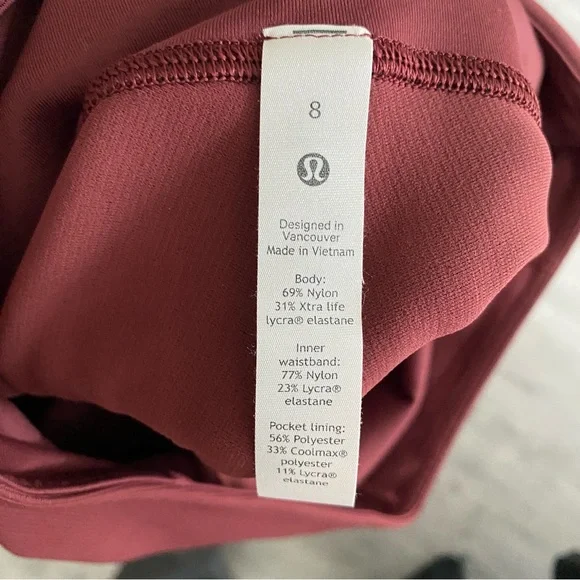 8
Designed in
Vancouver
Made in Vietnam
Body:
69% Nylon
31% Xtra life
lycra® elastane
Inner
waistband:
77% Nylon
23% Lycra®
elastane
Pocket lining:
56% Polyester
33% Coolmax®
polyester
11% Lycra®
elastane